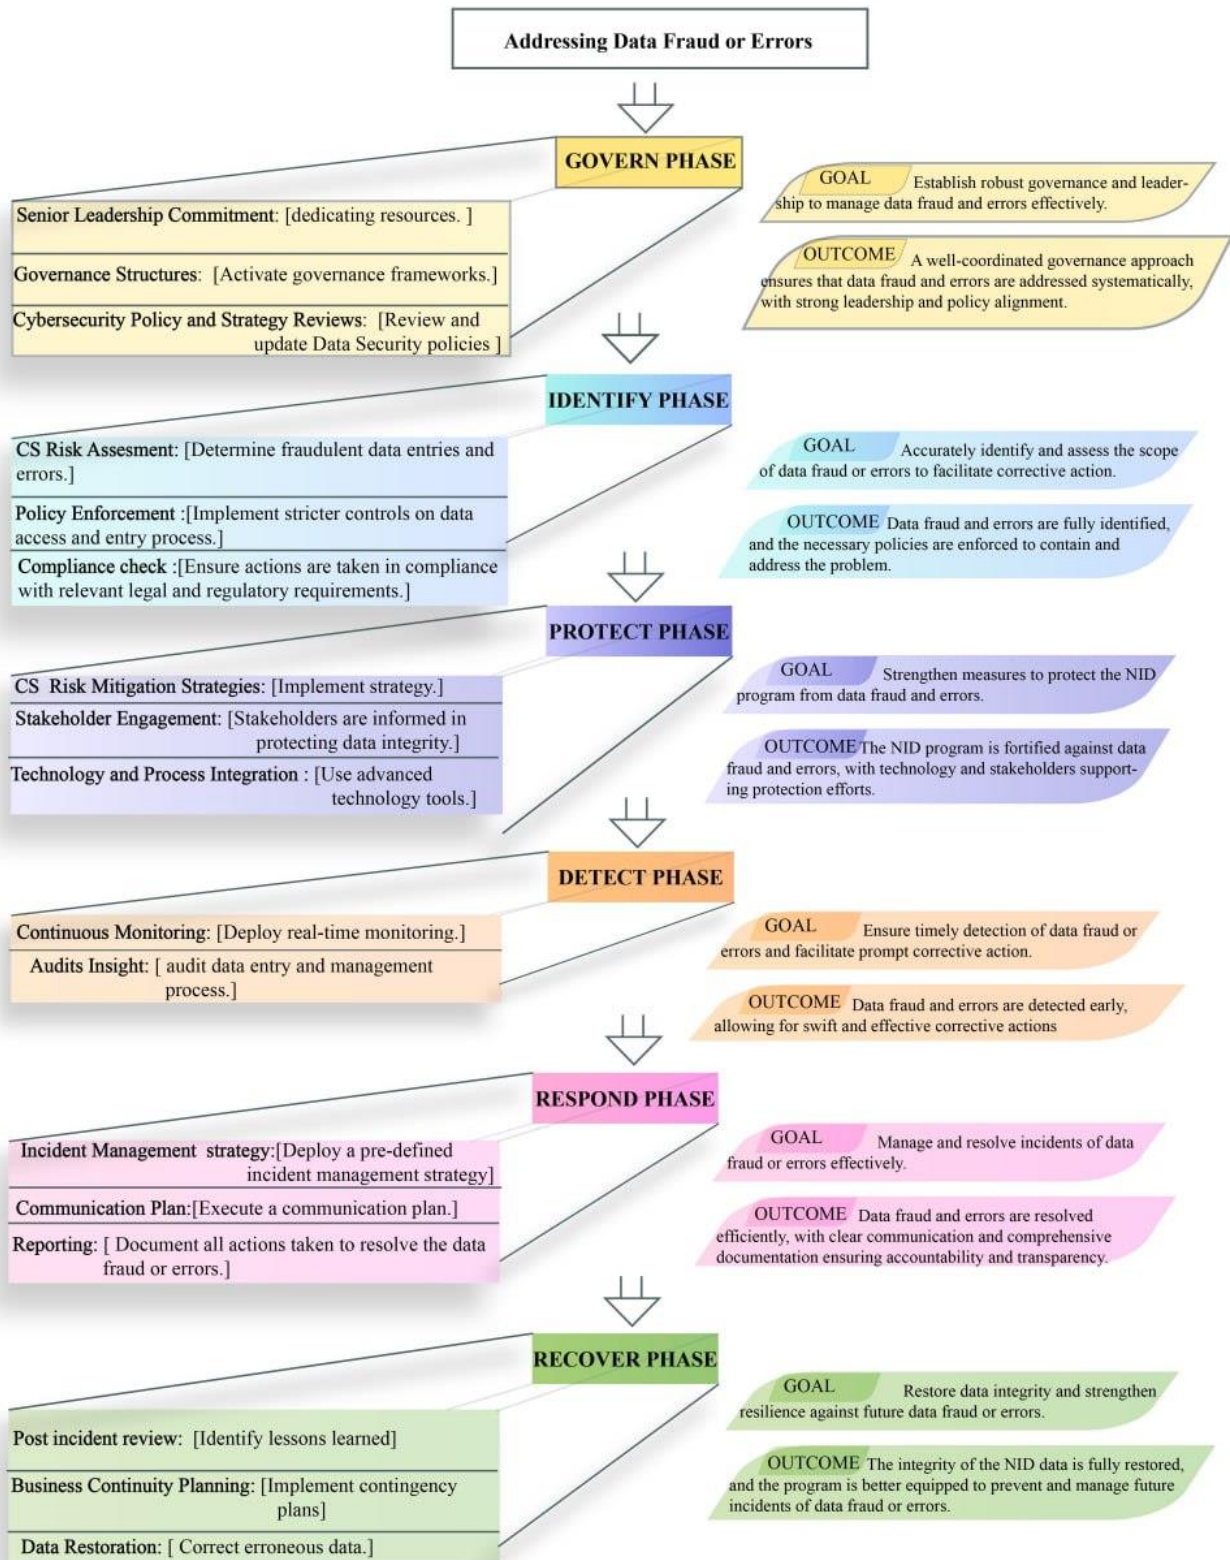 Addressing Data Fraud or Errors
GOVERN PHASE
Senior Leadership Commitment: [dedicating resources. ]
Governance Structures: [Activate governance frameworks.]
Cybersecurity Policy and Strategy Reviews: [Review and
update Data Security policies ]
GOAL Establish robust governance and leader-
ship to manage data fraud and errors effectively.
OUTCOME A well-coordinated governance approach
ensures that data fraud and errors are addressed systematically,
with strong leadership and policy alignment.
IDENTIFY PHASE
CS Risk Assesment: [Determine fraudulent data entries and
errors.]
Policy Enforcement :[Implement stricter controls on data
access and entry process.]
Compliance check :[Ensure actions are taken in compliance
with relevant legal and regulatory requirements.]
GOAL Accurately identify and assess the scope
of data fraud or errors to facilitate corrective action.
OUTCOME Data fraud and errors are fully identified,
and the necessary policies are enforced to contain and
address the problem.
PROTECT PHASE
CS Risk Mitigation Strategies: [Implement strategy.]
Stakeholder Engagement: [Stakeholders are informed in
protecting data integrity.]
Technology and Process Integration : [Use advanced
technology tools.]
GOAL Strengthen measures to protect the NID
program from data fraud and errors.
OUTCOME The NID program is fortified against data
fraud and errors, with technology and stakeholders support-
ing protection efforts.
DETECT PHASE
Continuous Monitoring: [Deploy real-time monitoring.]
Audits Insight: [ audit data entry and management
process.]
GOAL Ensure timely detection of data fraud or
errors and facilitate prompt corrective action.
OUTCOME Data fraud and errors are detected early,
allowing for swift and effective corrective actions
RESPOND PHASE
Incident Management strategy:[Deploy a pre-defined
incident management strategy]
Communication Plan:[Execute a communication plan.]
Reporting: [ Document all actions taken to resolve the data
fraud or errors.]
GOAL Manage and resolve incidents of data
fraud or errors effectively.
OUTCOME Data fraud and errors are resolved
efficiently, with clear communication and comprehensive
documentation ensuring accountability and transparency.
RECOVER PHASE
Post incident review: [Identify lessons learned]
Business Continuity Planning: [Implement contingency
plans]
Data Restoration: [ Correct erroneous data.]
GOAL Restore data integrity and strengthen
resilience against future data fraud or errors.
OUTCOME The integrity of the NID data is fully restored,
and the program is better equipped to prevent and manage future
incidents of data fraud or errors.